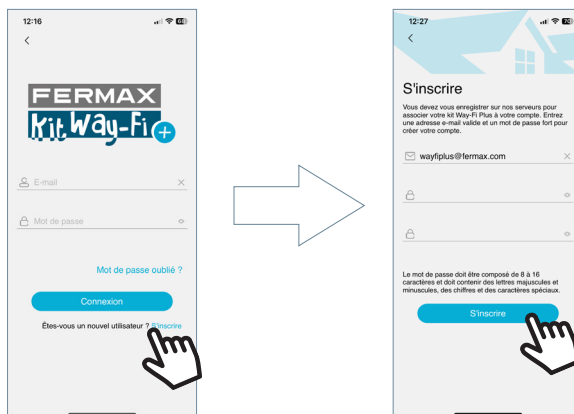 12:16
FERMAX
Kit Way-Fi+
E-mail
Mot de passe
Mot de passe oublié ?
Connexion
Êtes-vous un nouvel utilisateur ? S'inscrire
12:27
S'inscrire
Vous devez vous enregistrer sur nos serveurs pour
associer votre kit Way-Fi Plus à votre compte. Entrez
une adresse e-mail valide et un mot de passe fort pour
créer votre compte.
wayfiplus@fermax.com
Le mot de passe doit être composé de 8 à 16
caractères et doit contenir des lettres majuscules et
minuscules, des chiffres et des caractères spéciaux.
S'inscrire